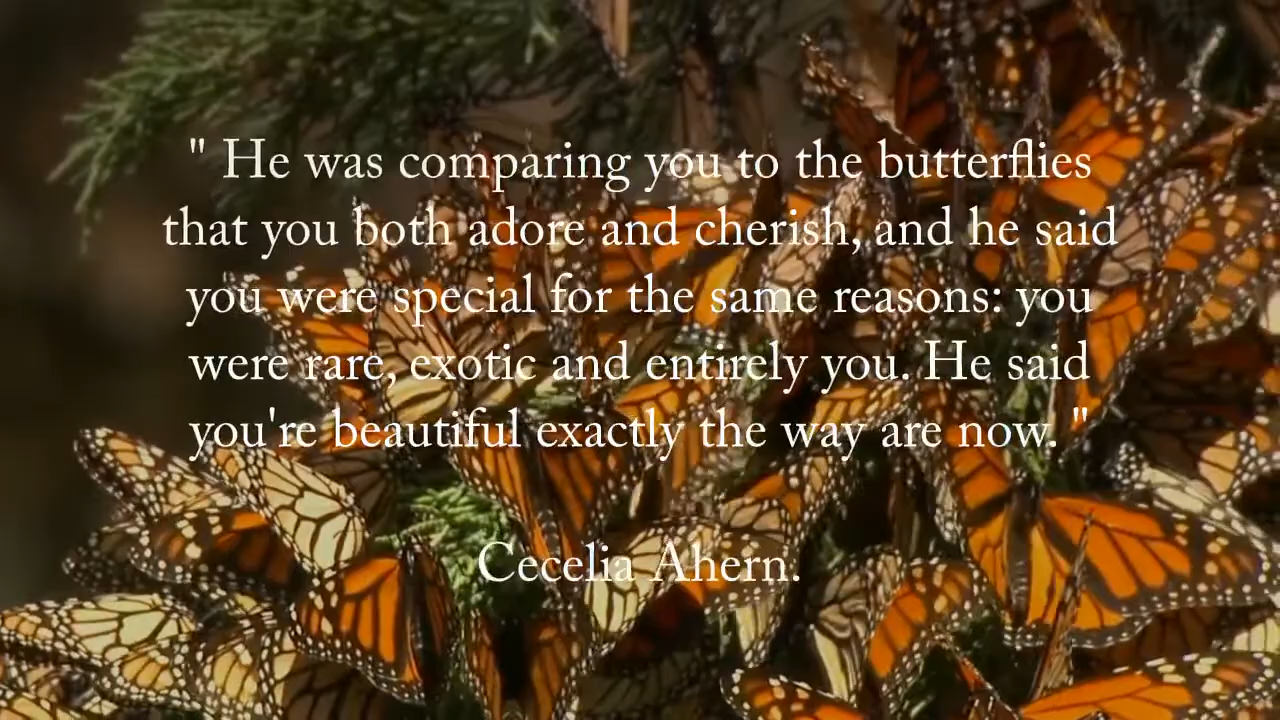 " He was comparing you to the butterflies
that you both adore and cherish, and he said
you were special for the same reasons: you
were rare, exotic and entirely you. He said
you're beautiful exactly the way are now. "
Cecelia Ahern.